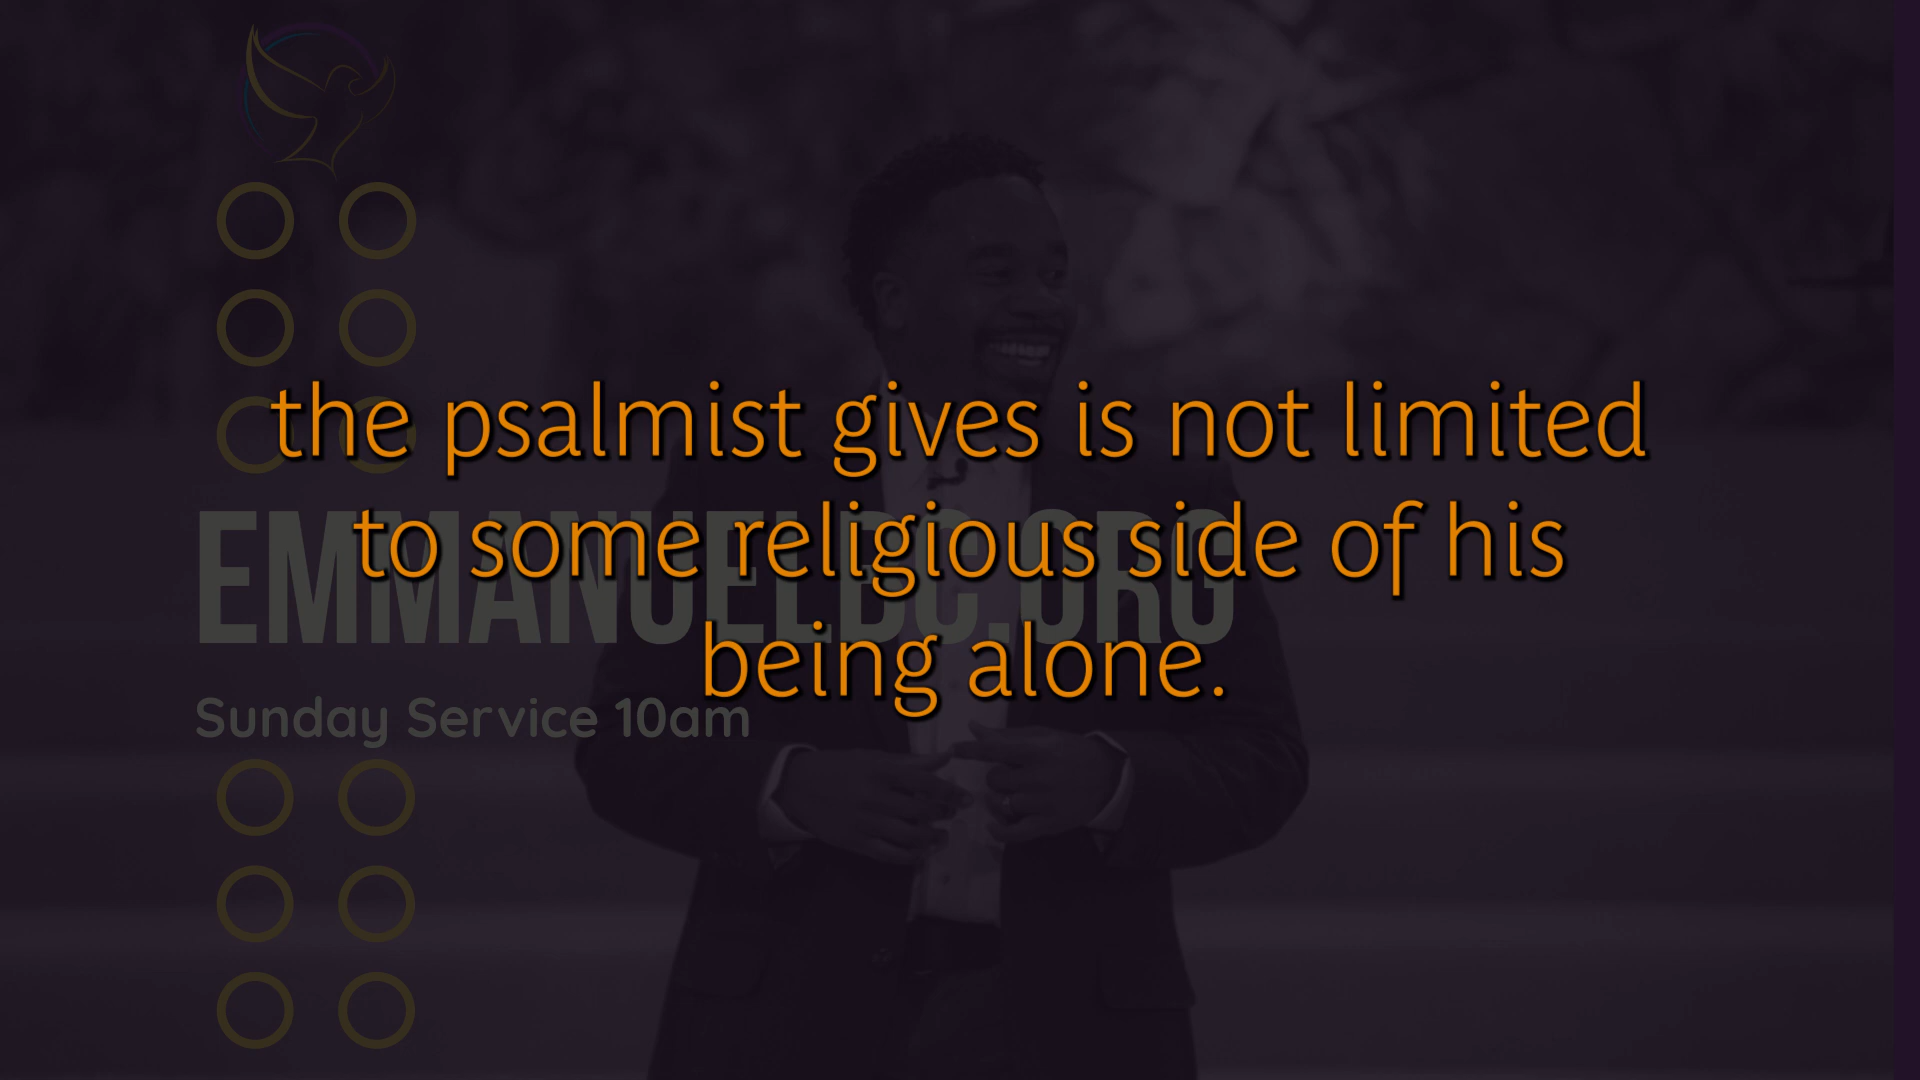 the psalmist gives is not limited
to some religious side of his
being alone.
EMMANUELBC.ORG
Sunday Service 10am